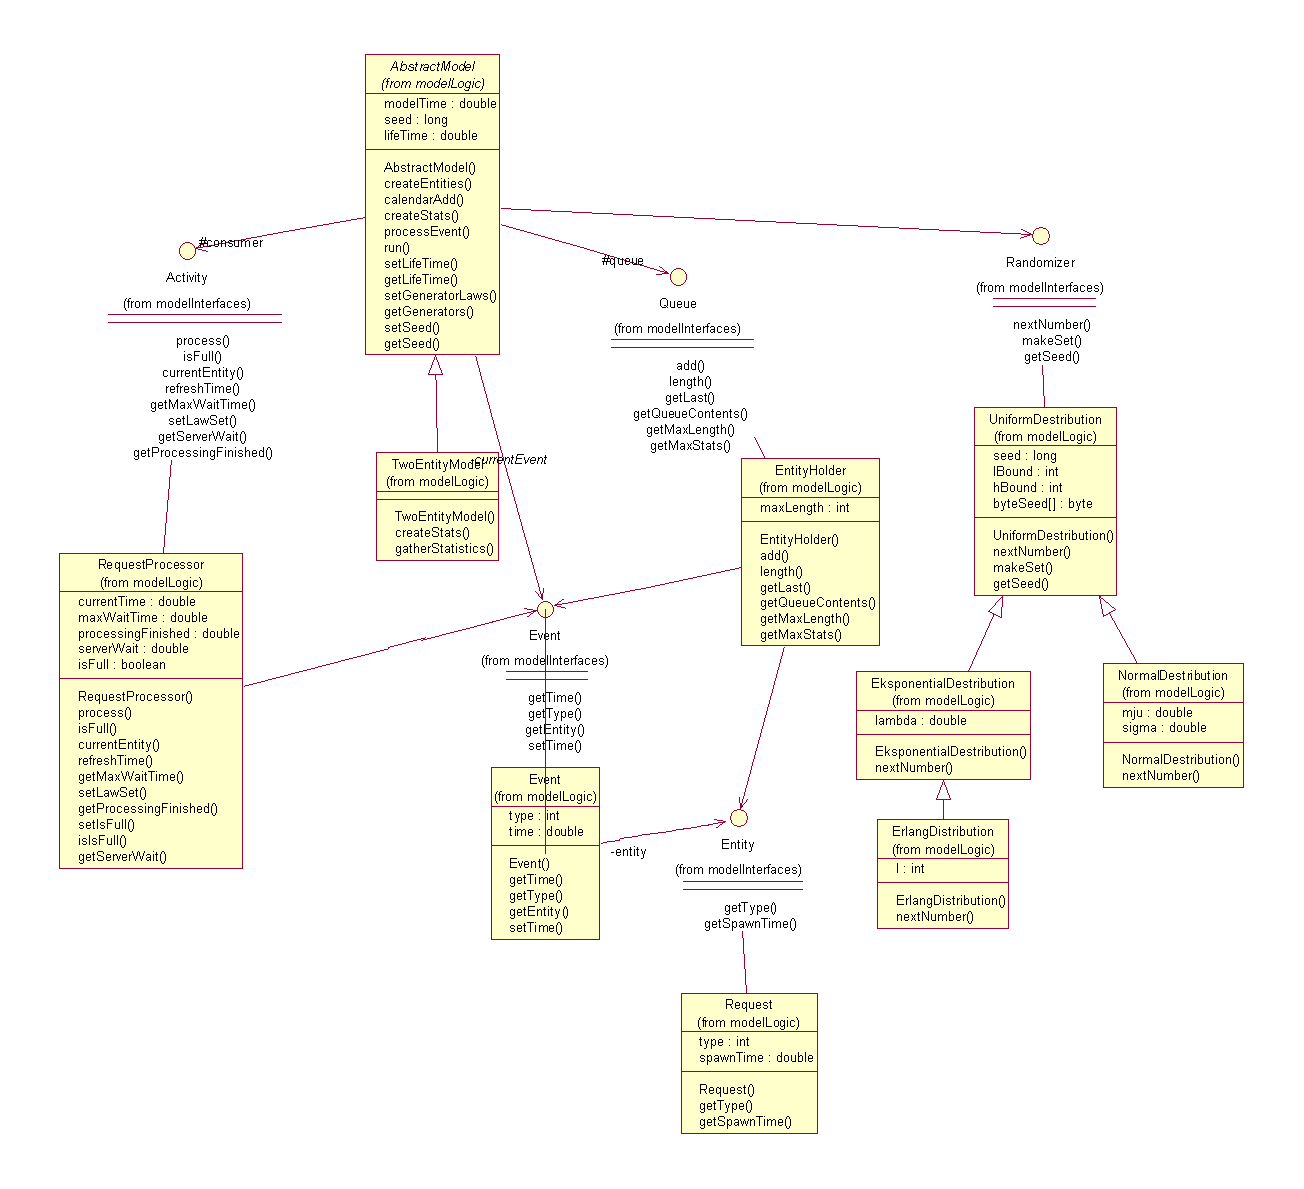 AbstractModel
(from modelLogic)
modelTime : double
seed : long
lifeTime : double
AbstractModel()
createEntities()
calendarAdd()
createStats()
processEvent()
run()
setLifeTime()
getLifeTime()
setGeneratorLaws()
getGenerators()
setSeed()
getSeed()
#consumer
Activity
(from modelInterfaces)
process()
isFull()
currentEntity()
refreshTime()
getMaxWaitTime()
setLawSet()
getServerWait()
getProcessingFinished()
#queue
Queue
(from modelInterfaces)
add()
length()
getLast()
getQueueContents()
getMaxLength()
getMaxStats()
Randomizer
(from modelInterfaces)
nextNumber()
makeSet()
getSeed()
TwoEntityModel
(from modelLogic)
TwoEntityModel()
createStats()
gatherStatistics()
-currentEvent
EntityHolder
(from modelLogic)
maxLength : int
EntityHolder()
add()
length()
getLast()
getQueueContents()
getMaxLength()
getMaxStats()
UniformDestribution
(from modelLogic)
seed : long
lBound : int
hBound : int
byteSeed[] : byte
UniformDestribution()
nextNumber()
makeSet()
getSeed()
RequestProcessor
(from modelLogic)
currentTime : double
maxWaitTime : double
processingFinished : double
serverWait : double
isFull : boolean
RequestProcessor()
process()
isFull()
currentEntity()
refreshTime()
getMaxWaitTime()
setLawSet()
getProcessingFinished()
setIsFull()
isIsFull()
getServerWait()
Event
(from modelInterfaces)
getTime()
getType()
getEntity()
setTime()
Event
(from modelLogic)
type : int
time : double
Event()
getTime()
getType()
getEntity()
setTime()
-entity
Entity
(from modelInterfaces)
getType()
getSpawnTime()
EksponentialDestribution
(from modelLogic)
lambda : double
EksponentialDestribution()
nextNumber()
NormalDestribution
(from modelLogic)
mju : double
sigma : double
NormalDestribution()
nextNumber()
ErlangDistribution
(from modelLogic)
l : int
ErlangDistribution()
nextNumber()
Request
(from modelLogic)
type : int
spawnTime : double
Request()
getType()
getSpawnTime()